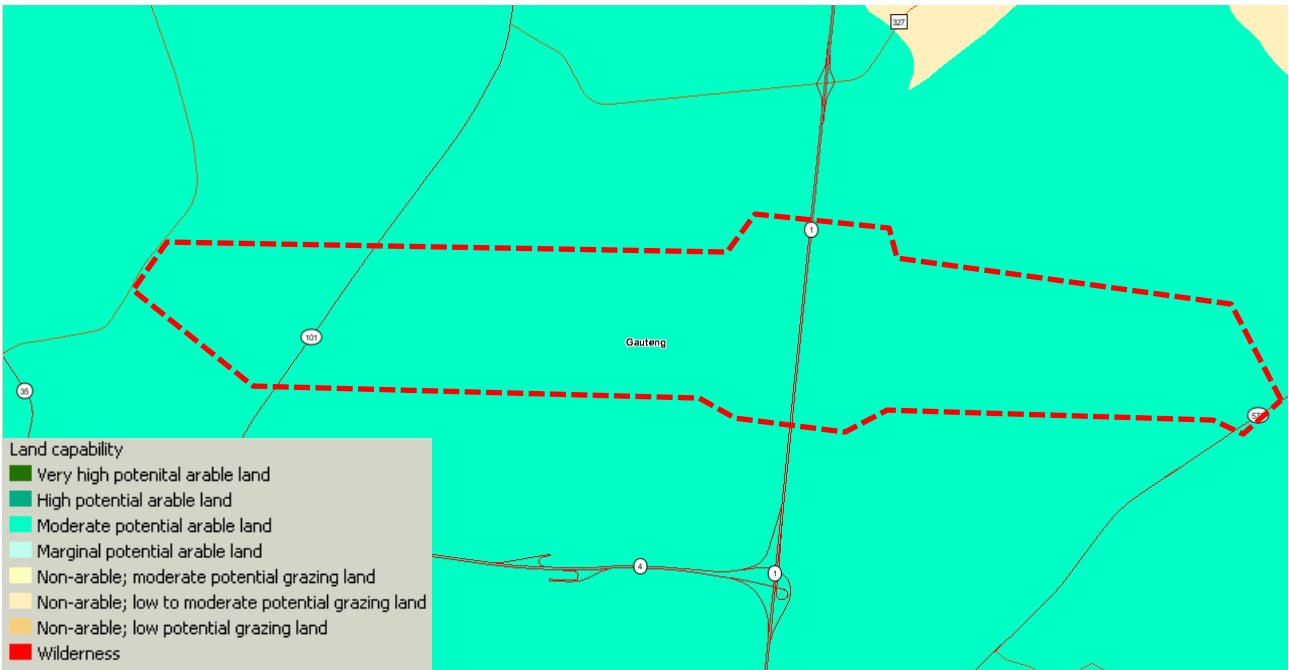 327
1
101
Gauteng
35
4
1
Land capability
Very high potenital arable land
High potential arable land
Moderate potential arable land
Marginal potential arable land
Non-arable; moderate potential grazing land
Non-arable; low to moderate potential grazing land
Non-arable; low potential grazing land
Wilderness